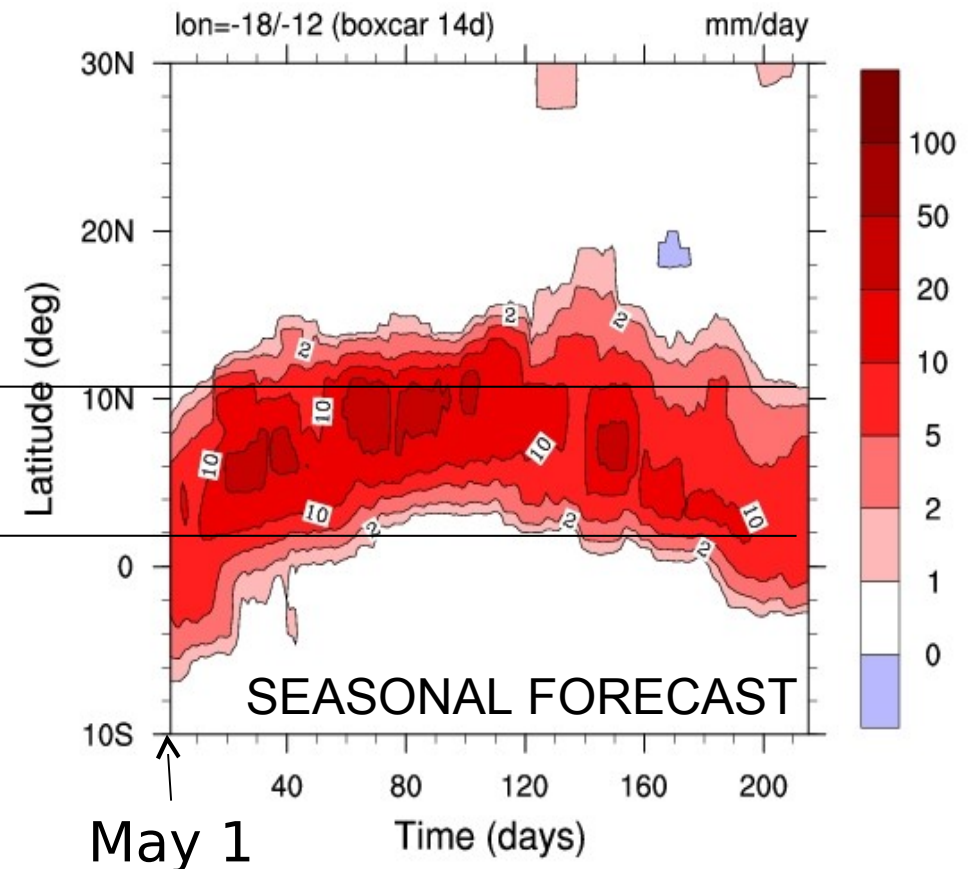 lon=-18/-12 (boxcar 14d) mm/day
30N
20N
10N
0
10S
Latitude (deg)
2
2
2
10
10
10
10
2
2
2
10
SEASONAL FORECAST
40 80 120 160 200
Time (days)
May 1
100
50
20
10
5
2
1
0